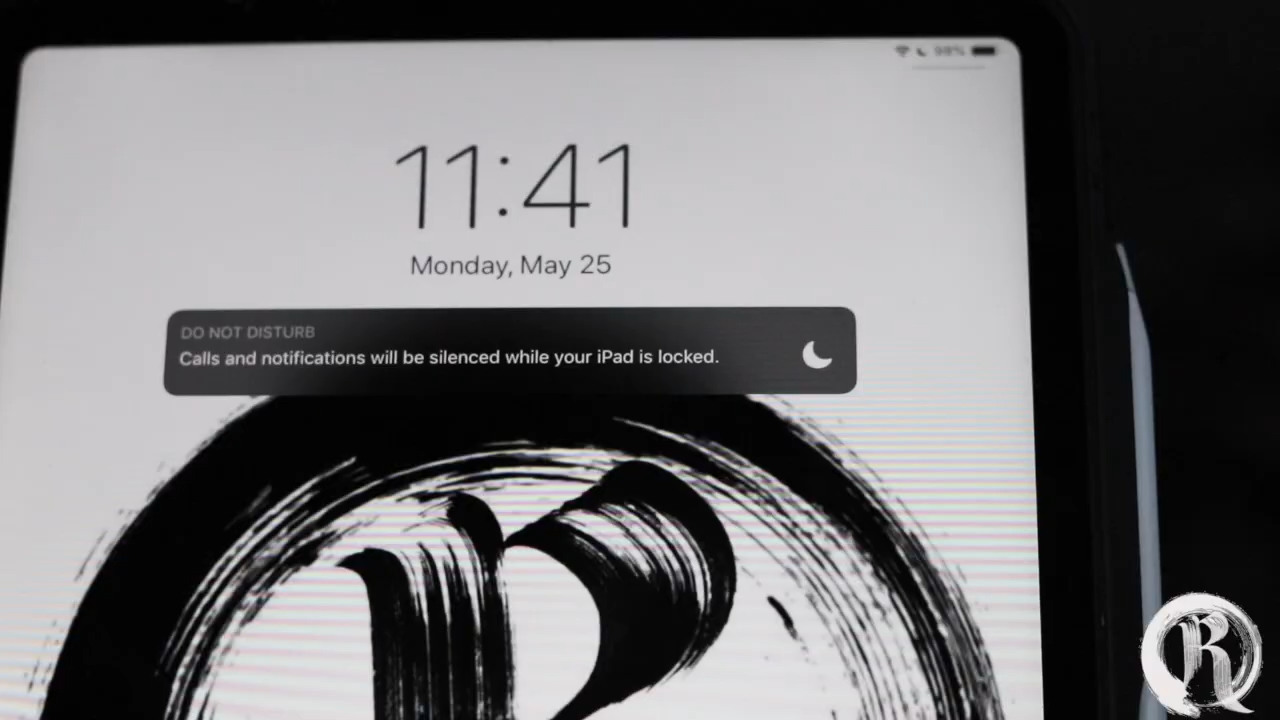 98%
11:41
Monday, May 25
DO NOT DISTURB
Calls and notifications will be silenced while your iPad is locked.
R
R